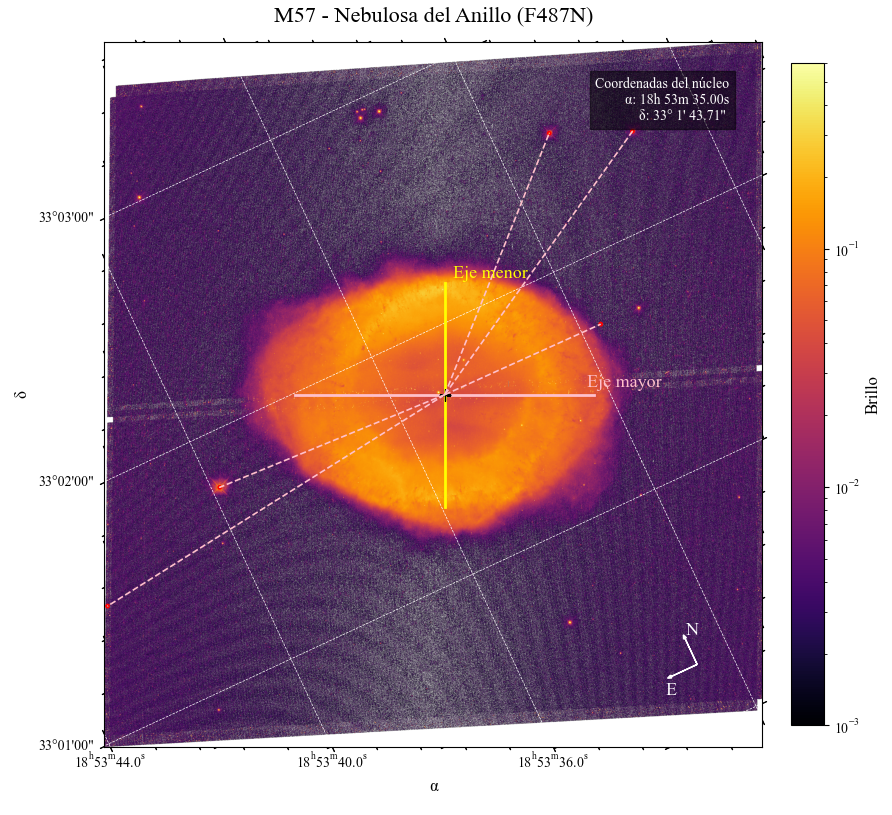 M57 - Nebulosa del Anillo (F487N)
Coordenadas del núcleo
α: 18h 53m 35.00s
δ: 33° 1' 43.71"
33°03'00"
Eje menor
10⁻¹
Eje mayor
δ
Brillo
33°02'00"
10⁻²
N
E
33°01'00"
10⁻³
18ʰ53ᵐ44.0ˢ 18ʰ53ᵐ40.0ˢ 18ʰ53ᵐ36.0ˢ
α